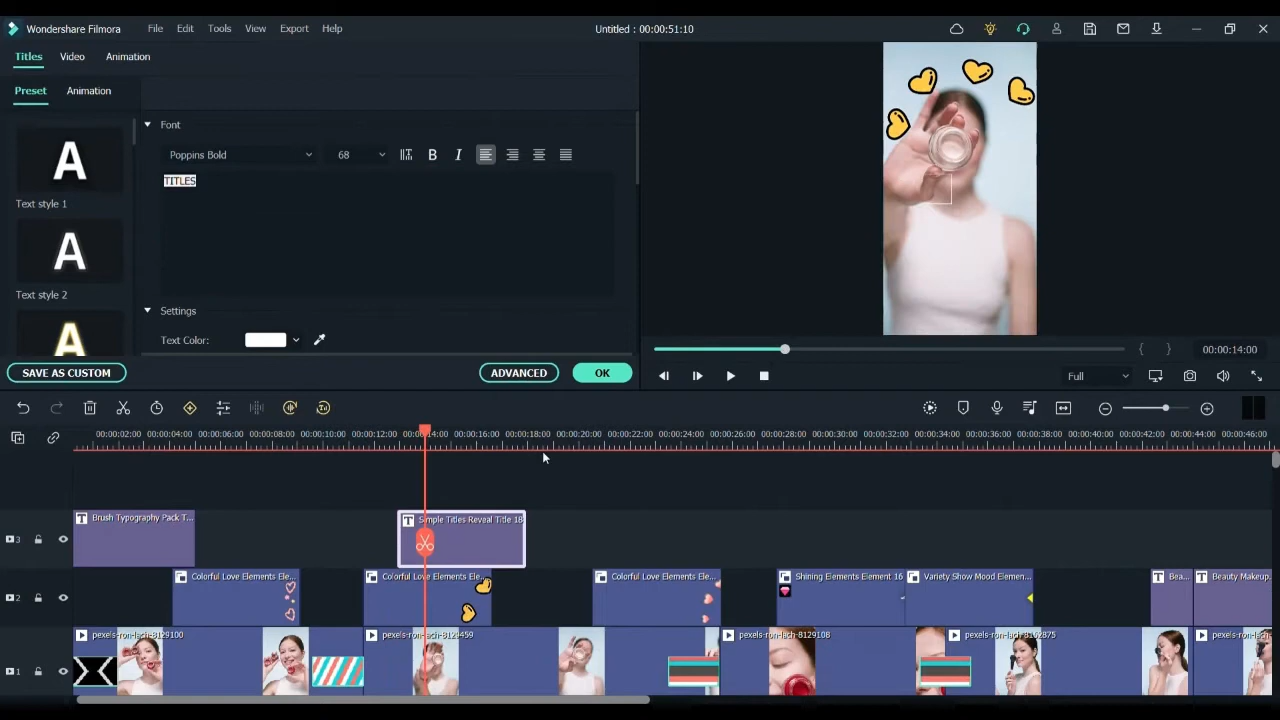 Wondershare Filmora File Edit Tools View Export Help Untitled : 00:00:51:10
Titles Video Animation
Preset Animation
Font
Poppins Bold 68 B I
TITLES
A
Text style 1
A
Text style 2
A
Settings
Text Color:
SAVE AS COSTUM ADVANCED OK
00:00:14:00
Full
00:00:02:00 00:00:04:00 00:00:06:00 00:00:08:00 00:00:10:00 00:00:12:00 00:00:14:00 00:00:16:00 00:00:18:00 00:00:20:00 00:00:22:00 00:00:24:00 00:00:26:00 00:00:28:00 00:00:30:00 00:00:32:00 00:00:34:00 00:00:36:00 00:00:38:00 00:00:40:00 00:00:42:00 00:00:44:00 00:00:46:00
3 T Brush Typography Pack T... T Simple Titles Reveal Title 18
2 Colorful Love Elements Ele... Colorful Love Elements Ele... Colorful Love Elements Ele... Shining Elements Element 16 Variety Show Mood Elemen... T Bea... T Beauty Makeup
1 pexels-ron-lach-8129100 pexels-ron-lach-8129459 pexels-ron-lach-8129108 pexels-ron-lach-8102875 pexels-ron-lach